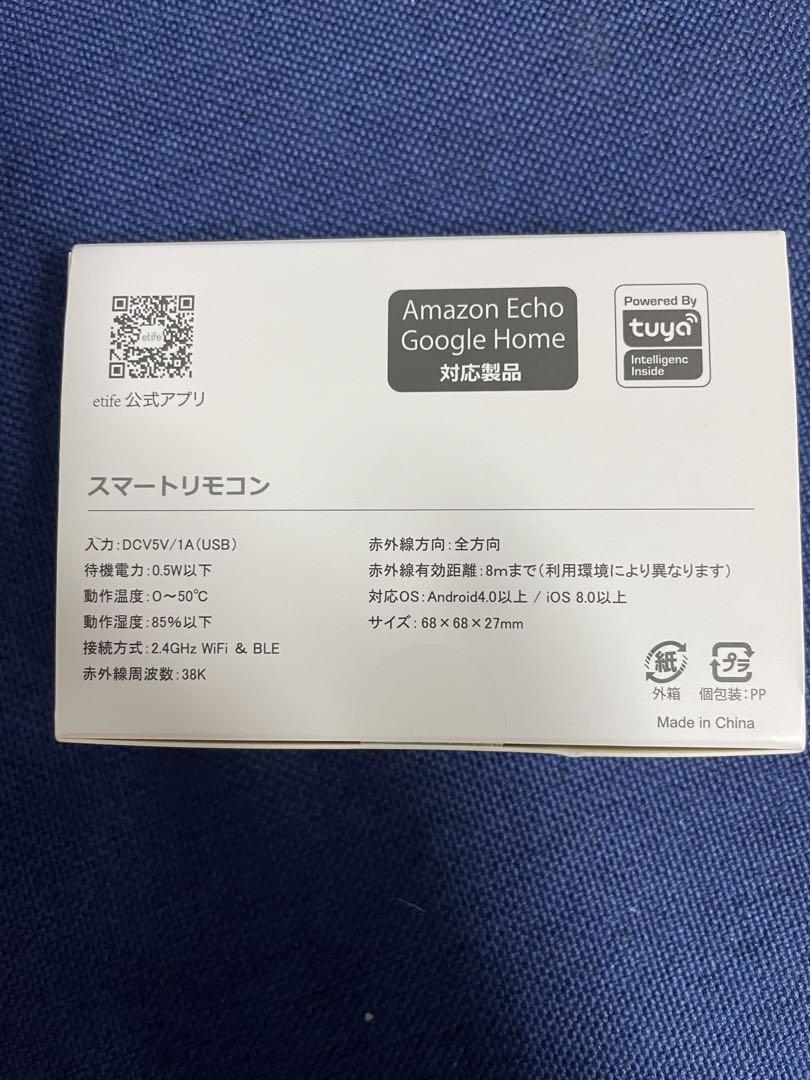 etife
etife 公式アプリ
Amazon Echo
Google Home
対応製品
Powered By
tuya
Intelligenc
Inside
スマートリモコン
入力:DCV5V/1A(USB)
待機電力:0.5W以下
動作温度:0～50℃
動作湿度:85%以下
接続方式:2.4GHz WiFi & BLE
赤外線周波数:38K
赤外線方向:全方向
赤外線有効距離:8mまで(利用環境により異なります)
対応OS:Android4.0以上 / iOS 8.0以上
サイズ:68×68×27mm
紙
外箱
プラ
個包装:PP
Made in China